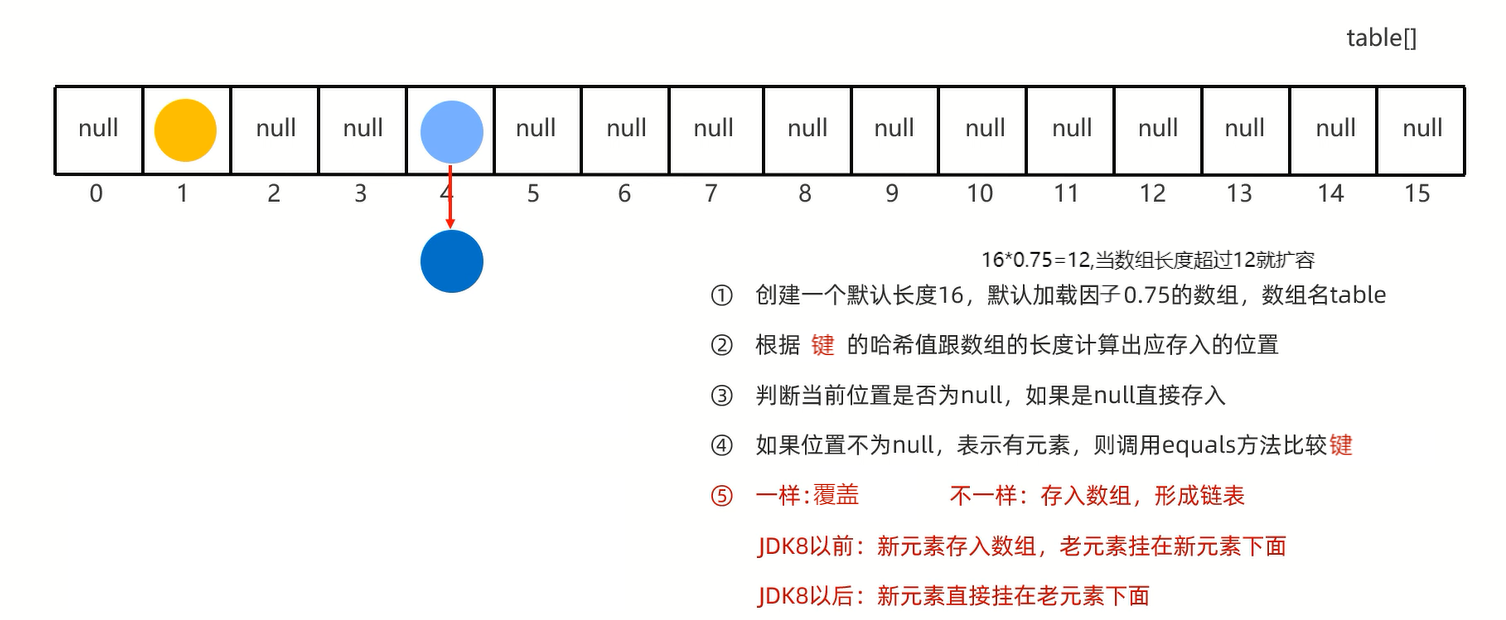 table[]
null null null null null null null null null null null null null null
0 1 2 3 4 5 6 7 8 9 10 11 12 13 14 15
16*0.75=12,当数组长度超过12就扩容
① 创建一个默认长度16，默认加载因子0.75的数组，数组名table
② 根据 键 的哈希值跟数组的长度计算出应存入的位置
③ 判断当前位置是否为null，如果是null直接存入
④ 如果位置不为null，表示有元素，则调用equals方法比较键
⑤ 一样:覆盖 不一样：存入数组，形成链表
JDK8以前：新元素存入数组，老元素挂在新元素下面
JDK8以后：新元素直接挂在老元素下面